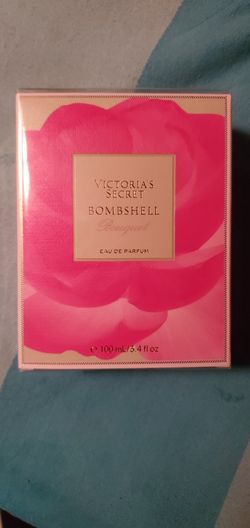 VICTORIA'S
SECRET
BOMBSHELL
Bouquet
EAU DE PARFUM
℮ 100 mL/3.4 fl oz